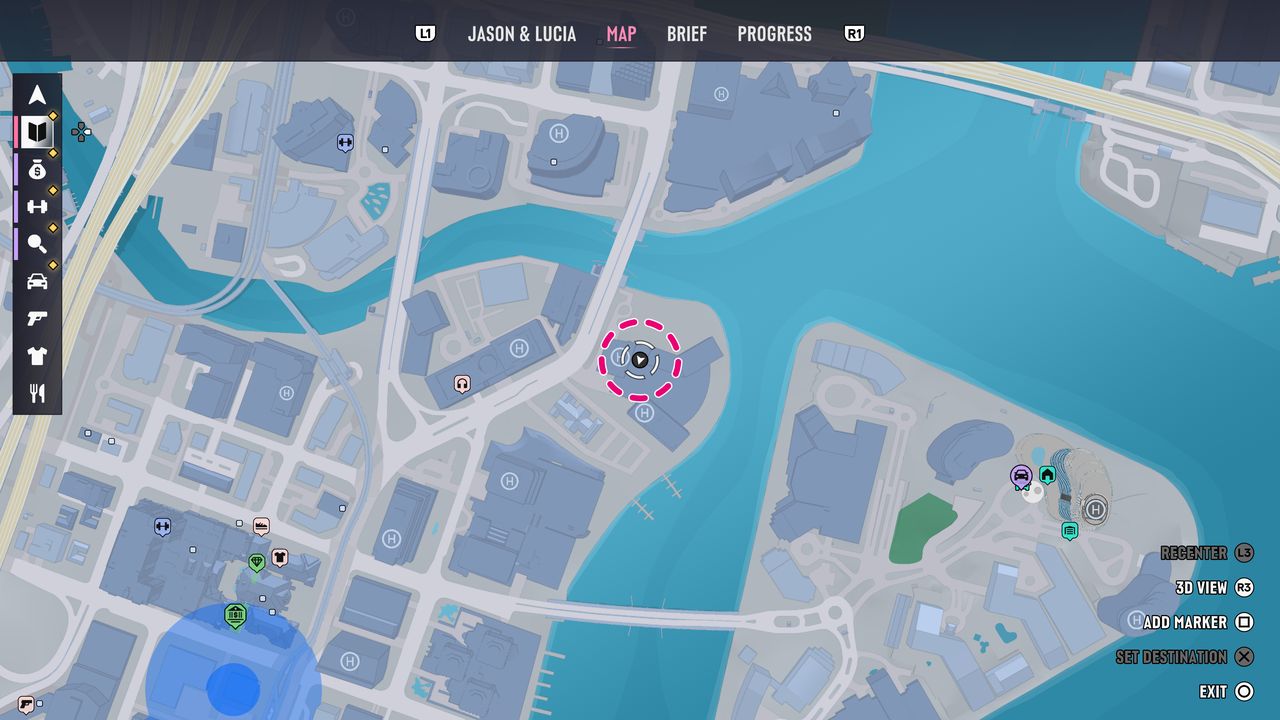 L1 JASON & LUCIA MAP BRIEF PROGRESS R1
H
H
H
H
H
H
H
H
H
H
H
H
RECENTER L3
3D VIEW R3
H ADD MARKER
SET DESTINATION
EXIT